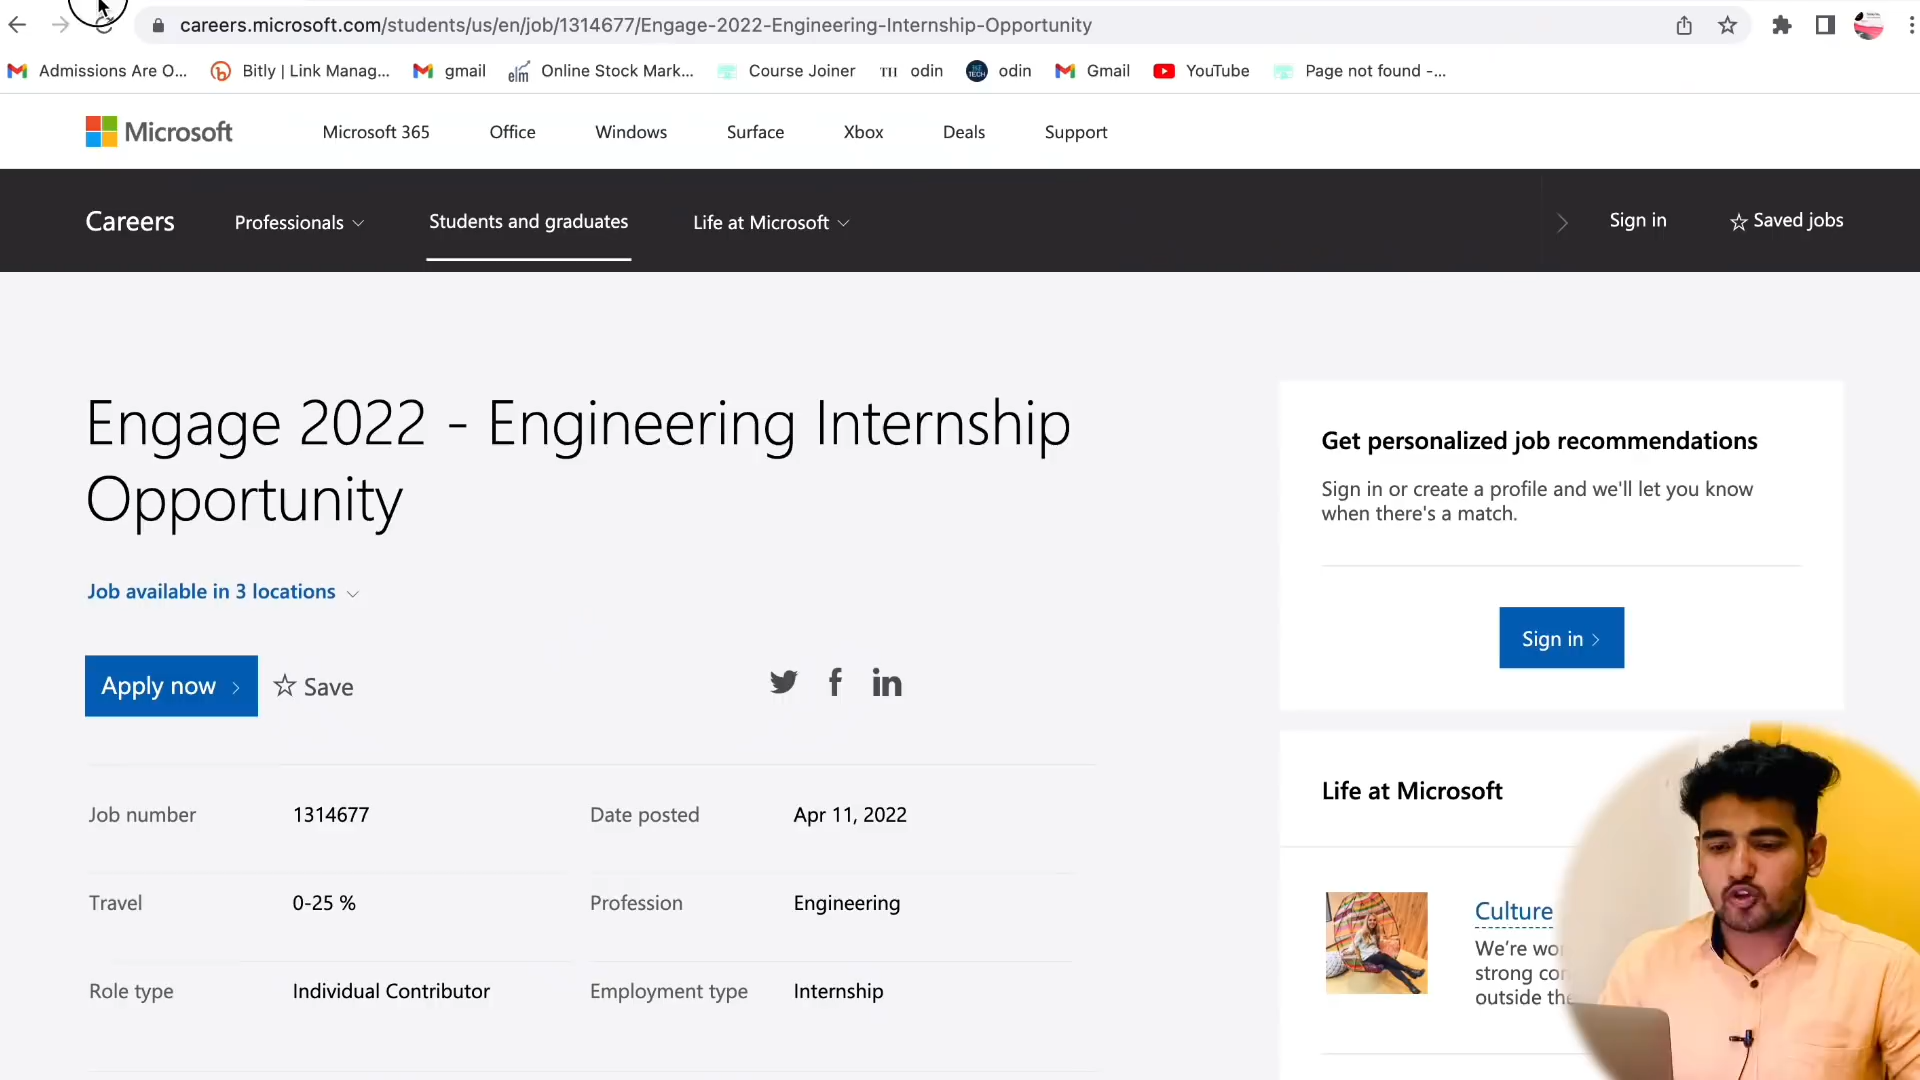 careers.microsoft.com/students/us/en/job/1314677/Engage-2022-Engineering-Internship-Opportunity
Admissions Are O... Bitly | Link Manag... gmail elm Online Stock Mark... Course Joiner TH odin odin Gmail YouTube Page not found -...
Microsoft Microsoft 365 Office Windows Surface Xbox Deals Support
Careers Professionals Students and graduates Life at Microsoft Sign in Saved jobs
Engage 2022 - Engineering Internship
Opportunity
Job available in 3 locations
Apply now Save
Job number 1314677 Date posted Apr 11, 2022
Travel 0-25 % Profession Engineering
Role type Individual Contributor Employment type Internship
Get personalized job recommendations
Sign in or create a profile and we'll let you know
when there's a match.
Sign in
Life at Microsoft
Culture
We're
strong
outside